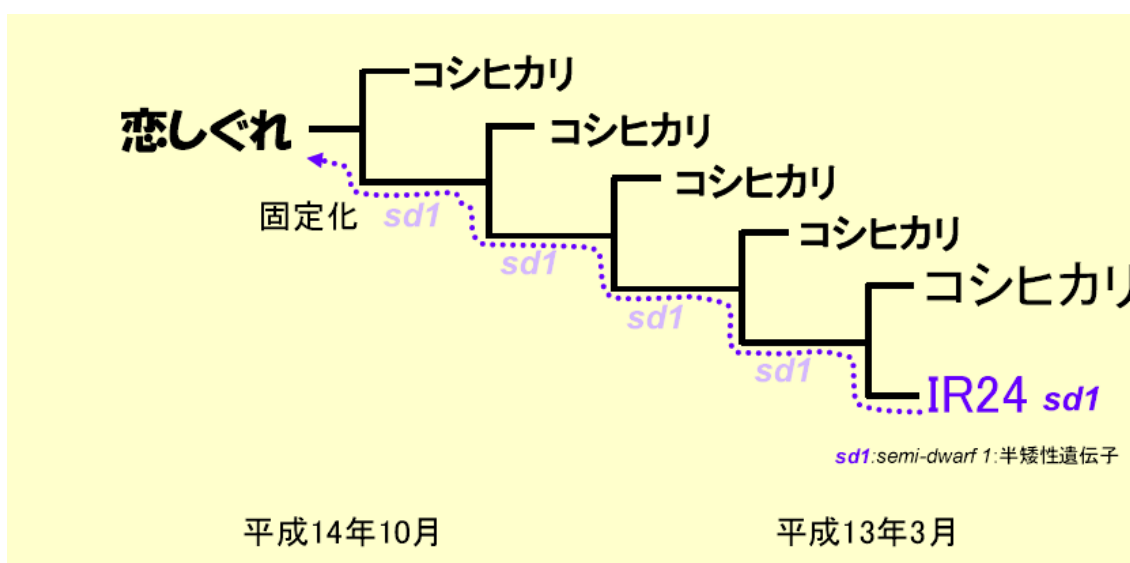 コシヒカリ
恋しぐれ
コシヒカリ
コシヒカリ
固定化
sd1
コシヒカリ
sd1
コシヒカリ
sd1
sd1
IR24 sd1
sd1:semi-dwarf 1:半矮性遺伝子
平成14年10月
平成13年3月